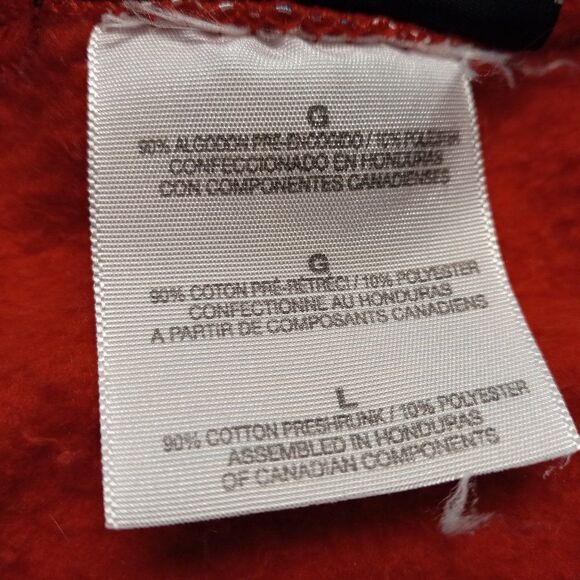 G
90% ALGODON PRE-ENCOGIDO / 10% POLIESTER
CONFECCIONADO EN HONDURAS
CON COMPONENTES CANADIENSES
G
90% COTON PRÉ-RÉTRÉCI / 10% POLYESTER
CONFECTIONNE AU HONDURAS
A PARTIR DE COMPOSANTS CANADIENS
L
90% COTTON PRESHRUNK / 10% POLYESTER
ASSEMBLED IN HONDURAS
OF CANADIAN COMPONENTS